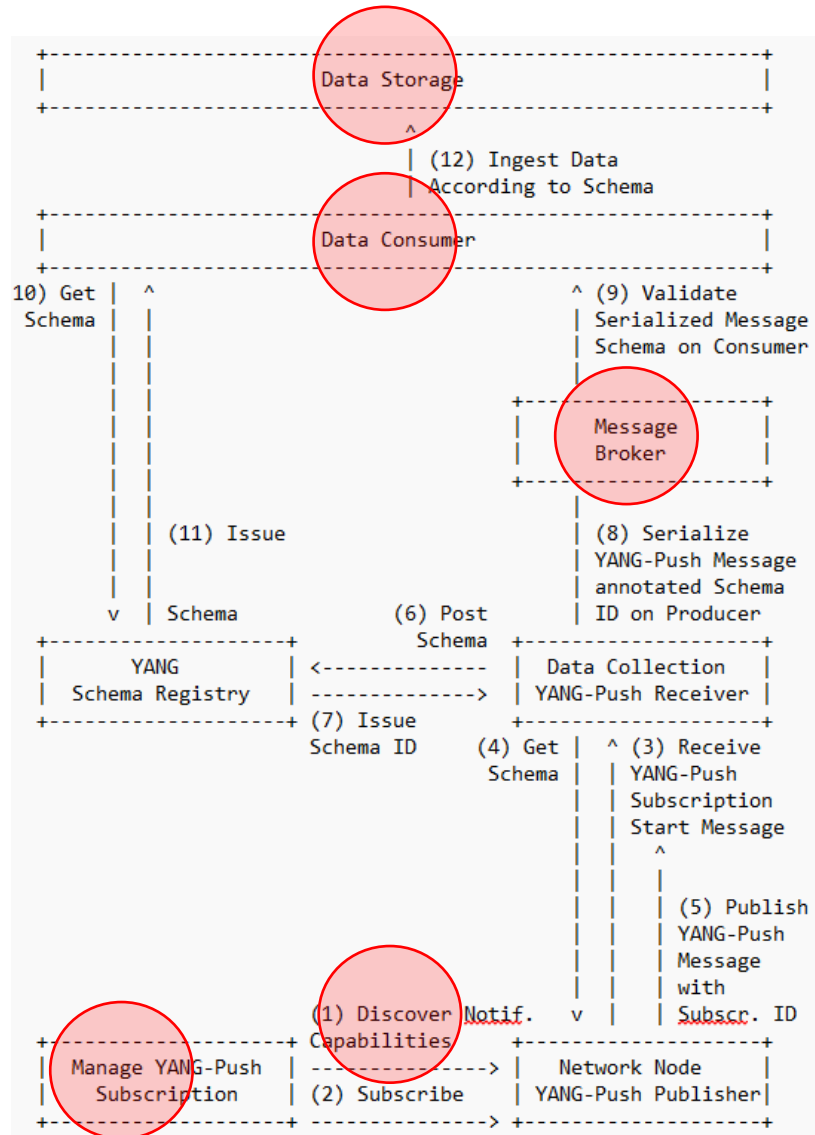 Data Storage
(12) Ingest Data
According to Schema
Data Consumer
10) Get
Schema
(9) Validate
Serialized Message
Schema on Consumer
Message
Broker
(11) Issue
Schema
(8) Serialize
YANG-Push Message
annotated Schema
ID on Producer
(6) Post
Schema
YANG
Schema Registry
Data Collection
YANG-Push Receiver
(7) Issue
Schema ID
(4) Get
Schema
(3) Receive
YANG-Push
Subscription
Start Message
(5) Publish
YANG-Push
Message
with
Subscr. ID
(1) Discover Notif.
Capabilities
Manage YANG-Push
Subscription
(2) Subscribe
Network Node
YANG-Push Publisher